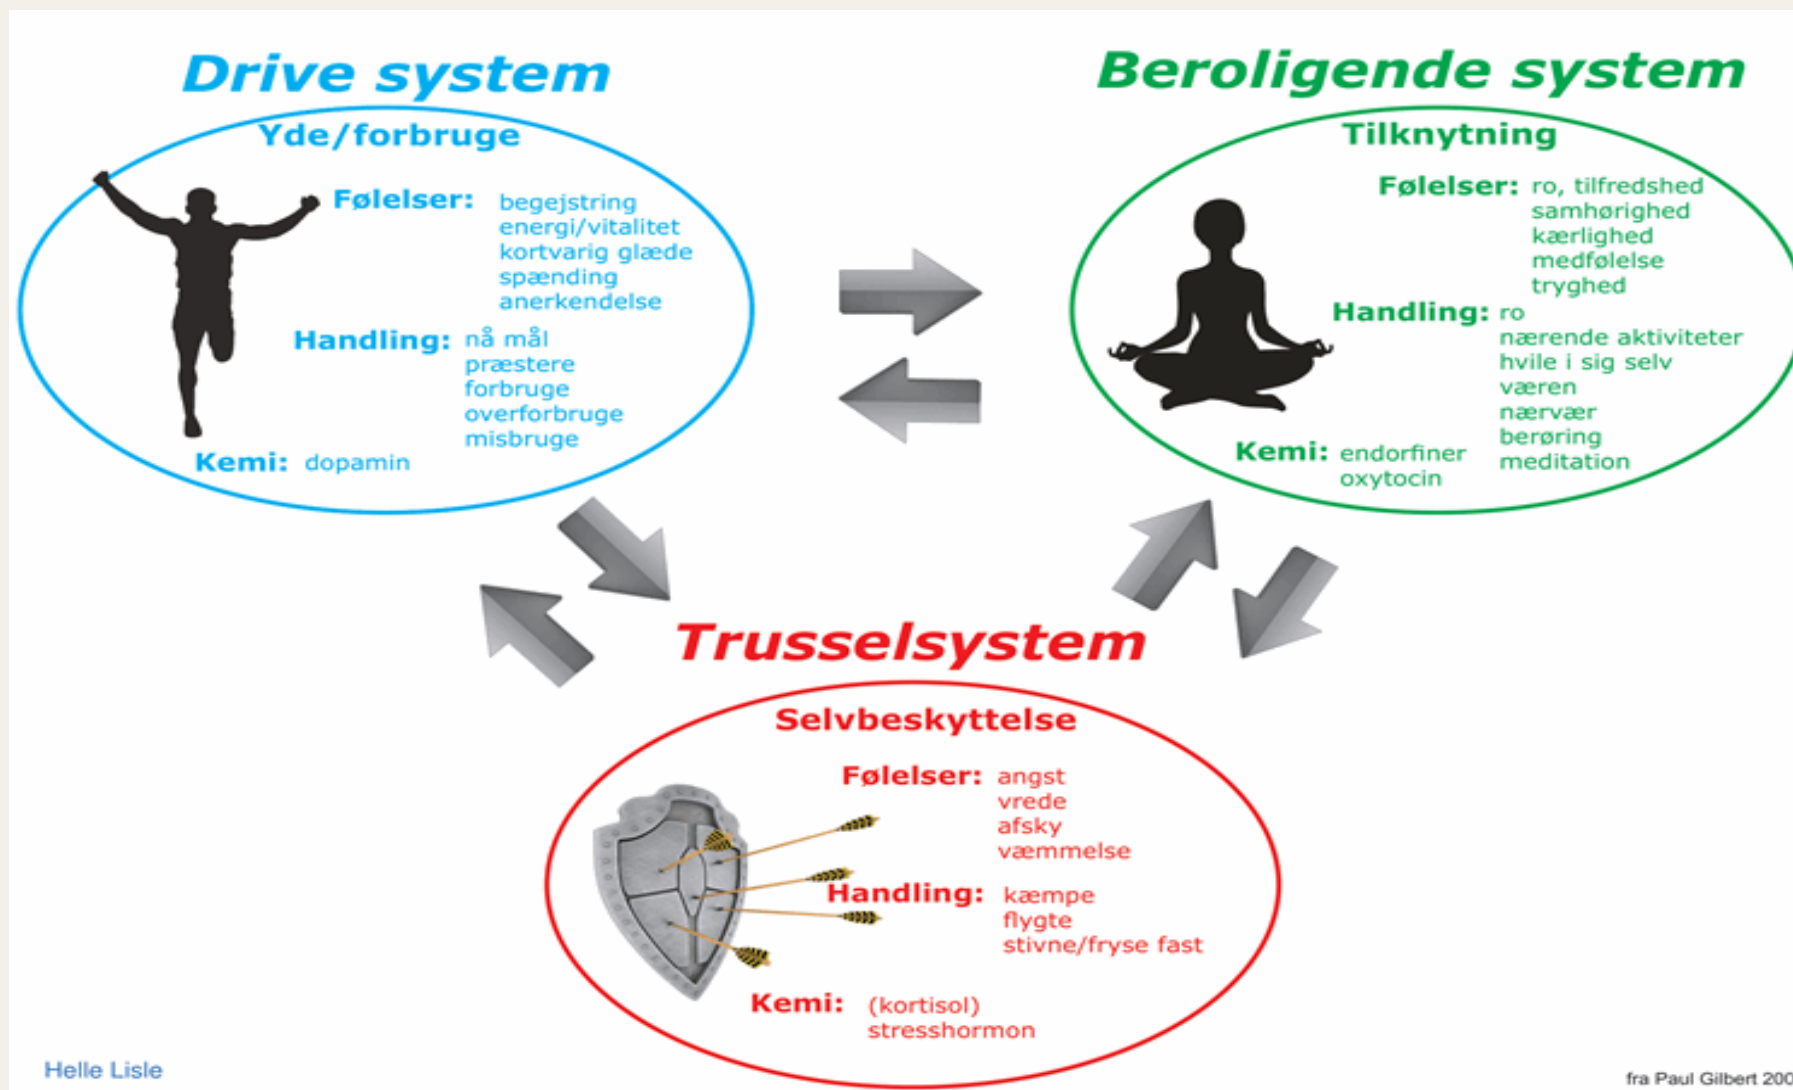 Drive system
Yde/forbruge
Følelser: begejstring
energi/vitalitet
kortvarig glæde
spænding
anerkendelse
Handling: nå mål
præstere
forbruge
overforbruge
misbruge
Kemi: dopamin
Beroligende system
Tilknytning
Følelser: ro, tilfredshed
samhørighed
kærlighed
medfølelse
tryghed
Handling: ro
nærende aktiviteter
hvile i sig selv
væren
nærvær
berøring
meditation
Kemi: endorfiner
oxytocin
Trusselsystem
Selvbeskyttelse
Følelser: angst
vrede
afsky
væmmelse
Handling: kæmpe
flygte
stivne/fryse fast
Kemi: (kortisol)
stresshormon
Helle Lisle
fra Paul Gilbert 200